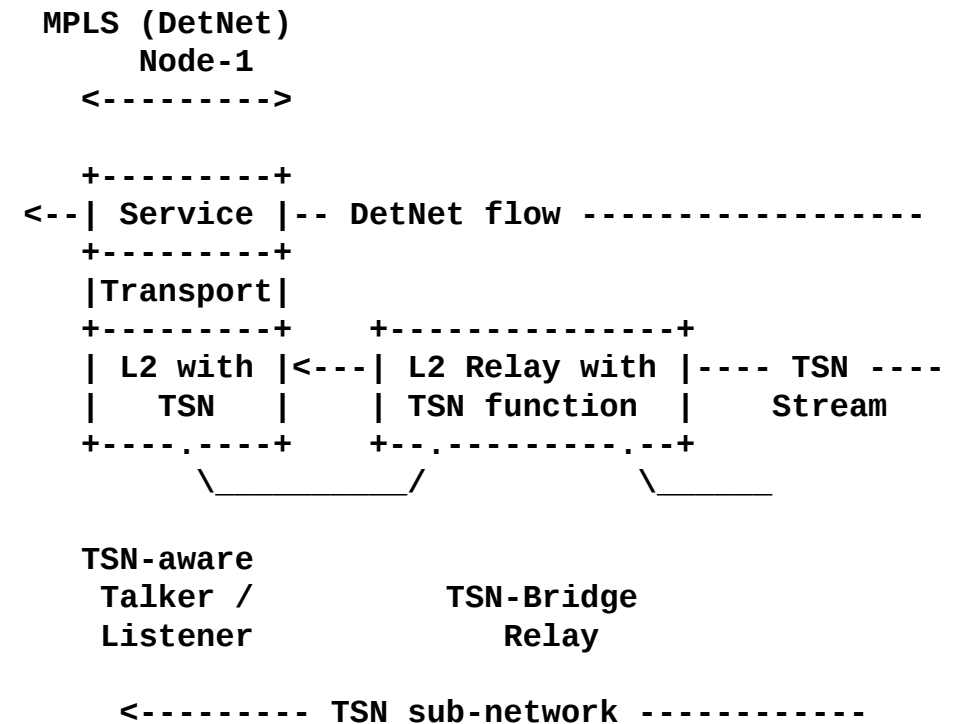 MPLS (DetNet)
Node-1
<--------->
+---------+
<--| Service |-- DetNet flow ------------------
+---------+
|Transport|
+---------+    +---------------+
| L2 with |<---| L2 Relay with |---- TSN ----
|   TSN   |    | TSN function  |    Stream
+----.----+    +--.---------.--+
\__________/           \______
TSN-aware
Talker /          TSN-Bridge
Listener            Relay
<--------- TSN sub-network ------------